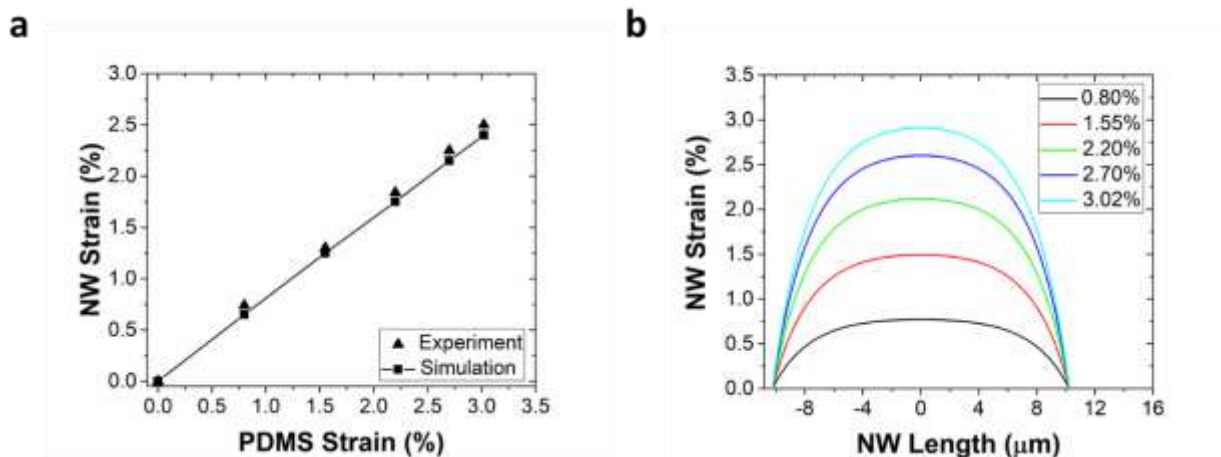 a
3.0
2.5
2.0
1.5
1.0
0.5
0.0
NW Strain (%)
Experiment
Simulation
0.0 0.5 1.0 1.5 2.0 2.5 3.0 3.5
PDMS Strain (%)
b
3.5
3.0
2.5
2.0
1.5
1.0
0.5
0.0
NW Strain (%)
0.80%
1.55%
2.20%
2.70%
3.02%
-8 -4 0 4 8 12 16
NW Length (μm)